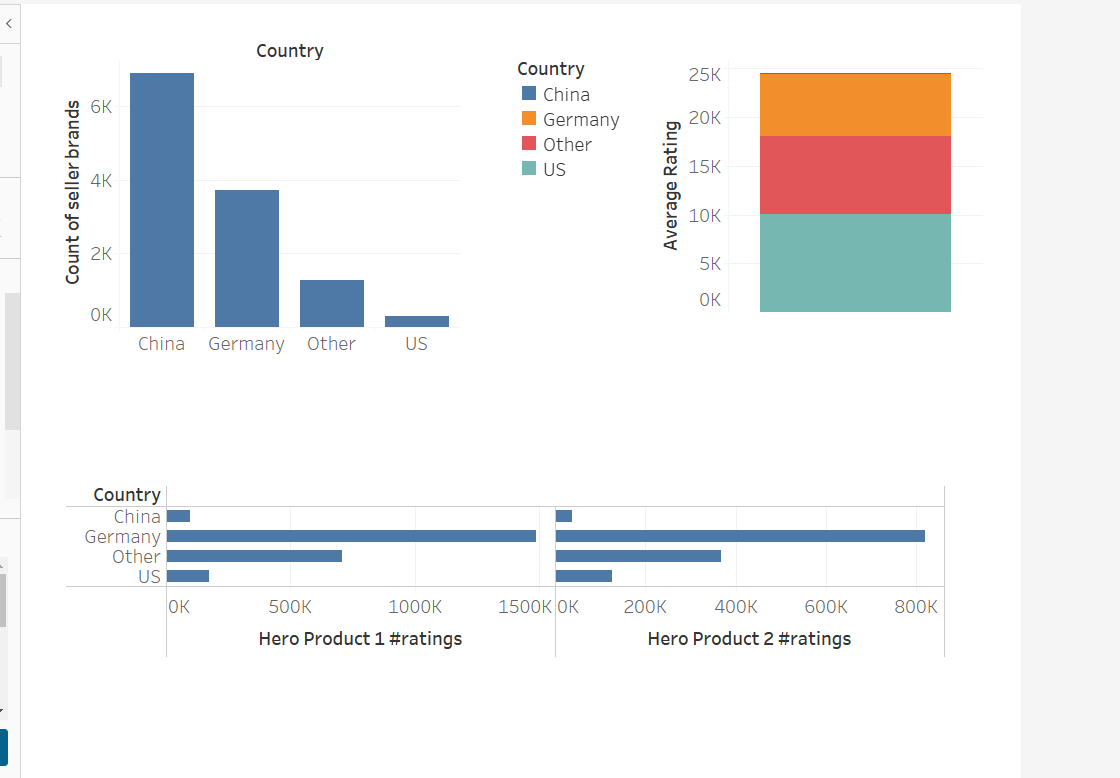 Country
Count of seller brands
6K
4K
2K
0K
China Germany Other US
Country
China
Germany
Other
US
Average Rating
25K
20K
15K
10K
5K
0K
Country
China
Germany
Other
US
0K 500K 1000K 1500K 0K 200K 400K 600K 800K
Hero Product 1 #ratings Hero Product 2 #ratings